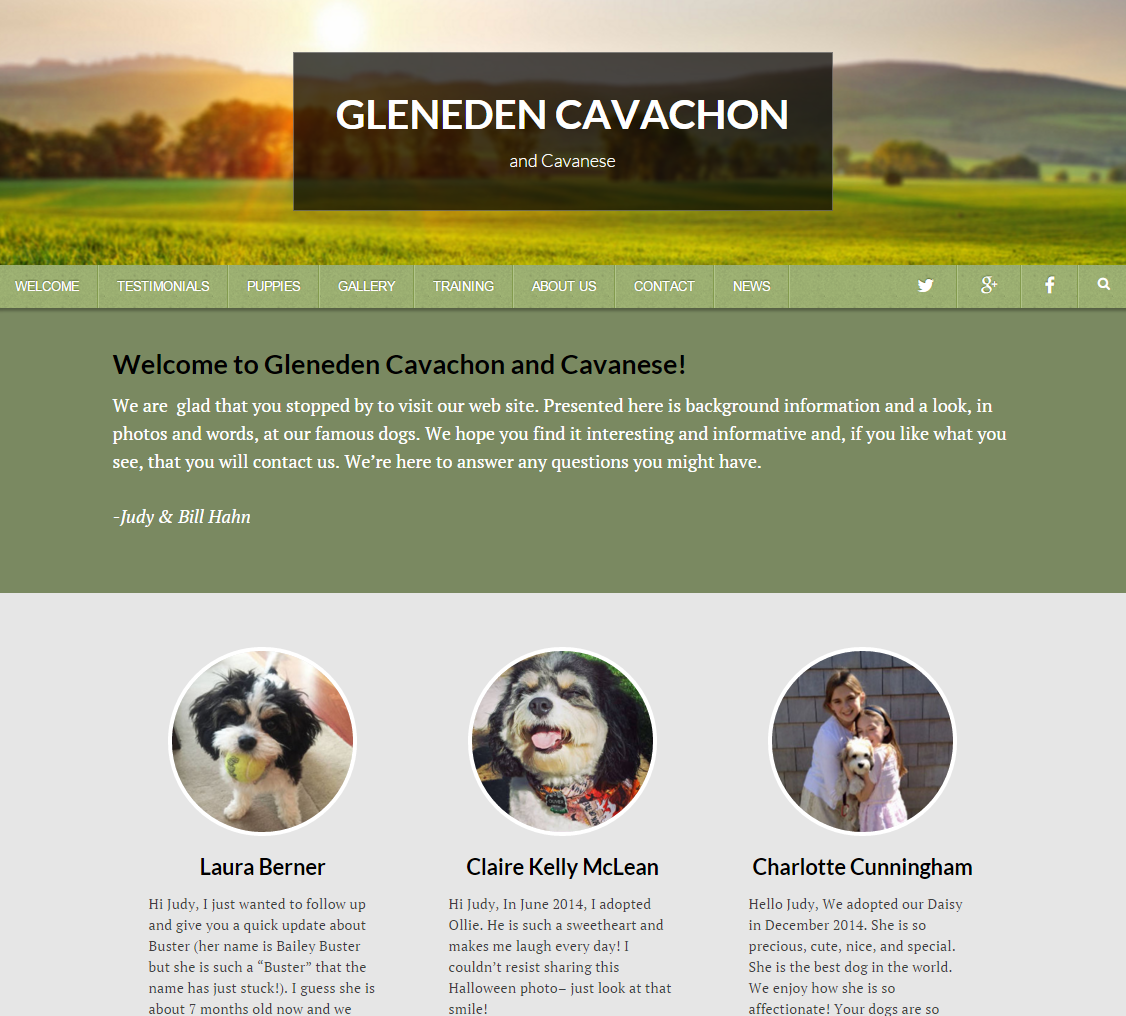 GLENEDEN CAVACHON
and Cavanese
WELCOME TESTIMONIALS PUPPIES GALLERY TRAINING ABOUT US CONTACT NEWS
Welcome to Gleneden Cavachon and Cavanese!
We are  glad that you stopped by to visit our web site. Presented here is background information and a look, in
photos and words, at our famous dogs. We hope you find it interesting and informative and, if you like what you
see, that you will contact us. We’re here to answer any questions you might have.
-Judy & Bill Hahn
Laura Berner
Hi Judy, I just wanted to follow up
and give you a quick update about
Buster (her name is Bailey Buster
but she is such a “Buster” that the
name has just stuck!). I guess she is
about 7 months old now and we
Claire Kelly McLean
Hi Judy, In June 2014, I adopted
Ollie. He is such a sweetheart and
makes me laugh every day! I
couldn’t resist sharing this
Halloween photo– just look at that
smile!
Charlotte Cunningham
Hello Judy, We adopted our Daisy
in December 2014. She is so
precious, cute, nice, and special.
She is the best dog in the world.
We enjoy how she is so
affectionate! Your dogs are so